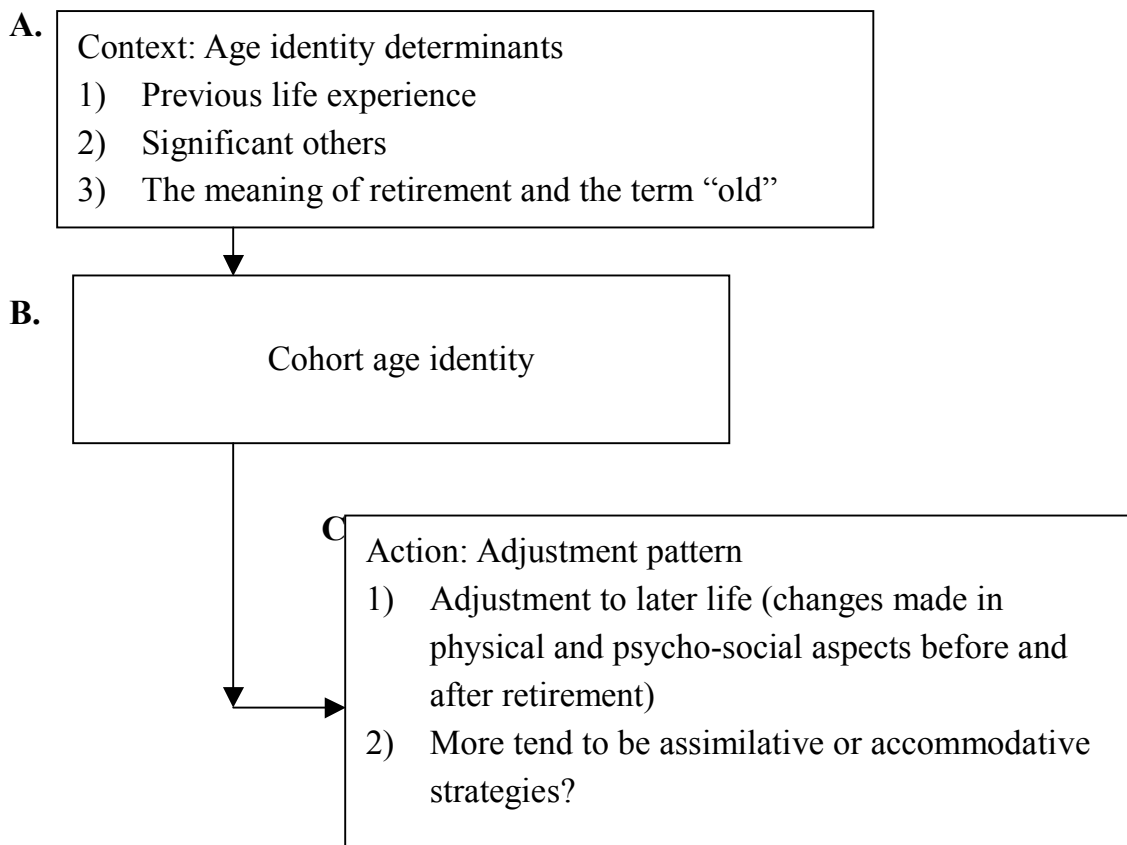 A.
Context: Age identity determinants
1) Previous life experience
2) Significant others
3) The meaning of retirement and the term “old”
B.
Cohort age identity
C
Action: Adjustment pattern
1) Adjustment to later life (changes made in
physical and psycho-social aspects before and
after retirement)
2) More tend to be assimilative or accommodative
strategies?